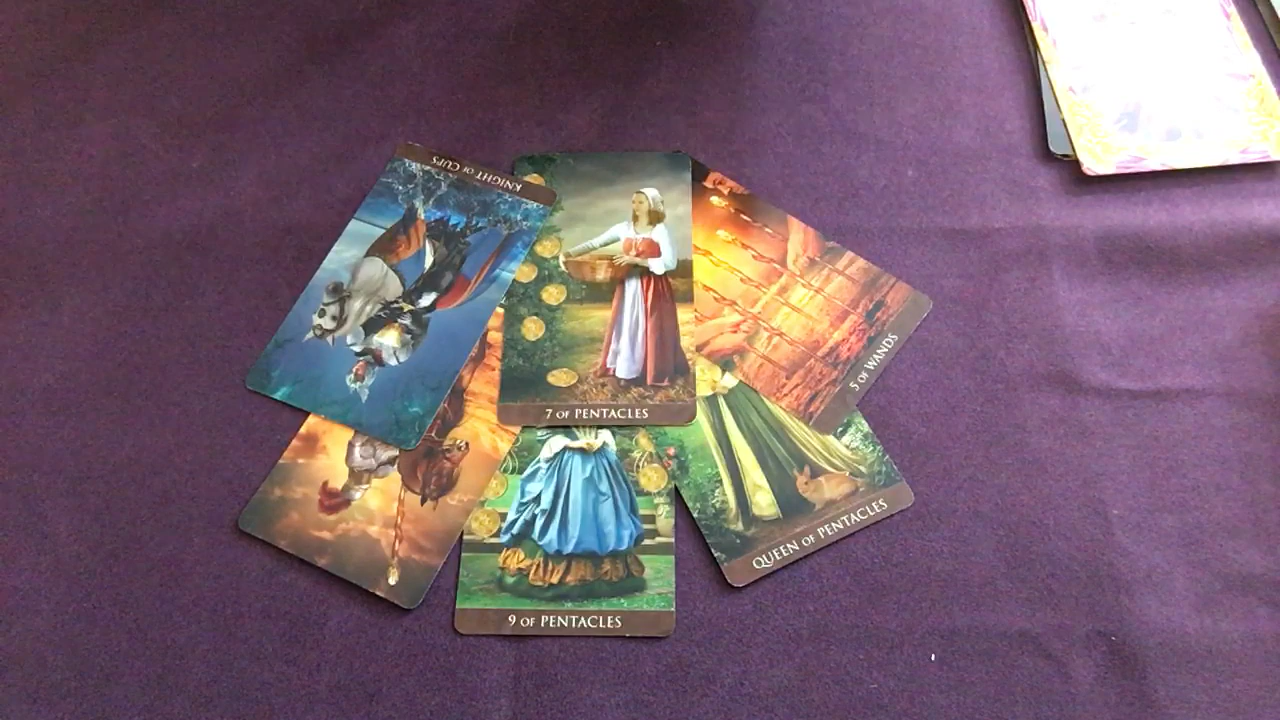 KNIGHT OF CUPS
7 OF PENTACLES
5 OF WANDS
QUEEN OF PENTACLES
9 OF PENTACLES